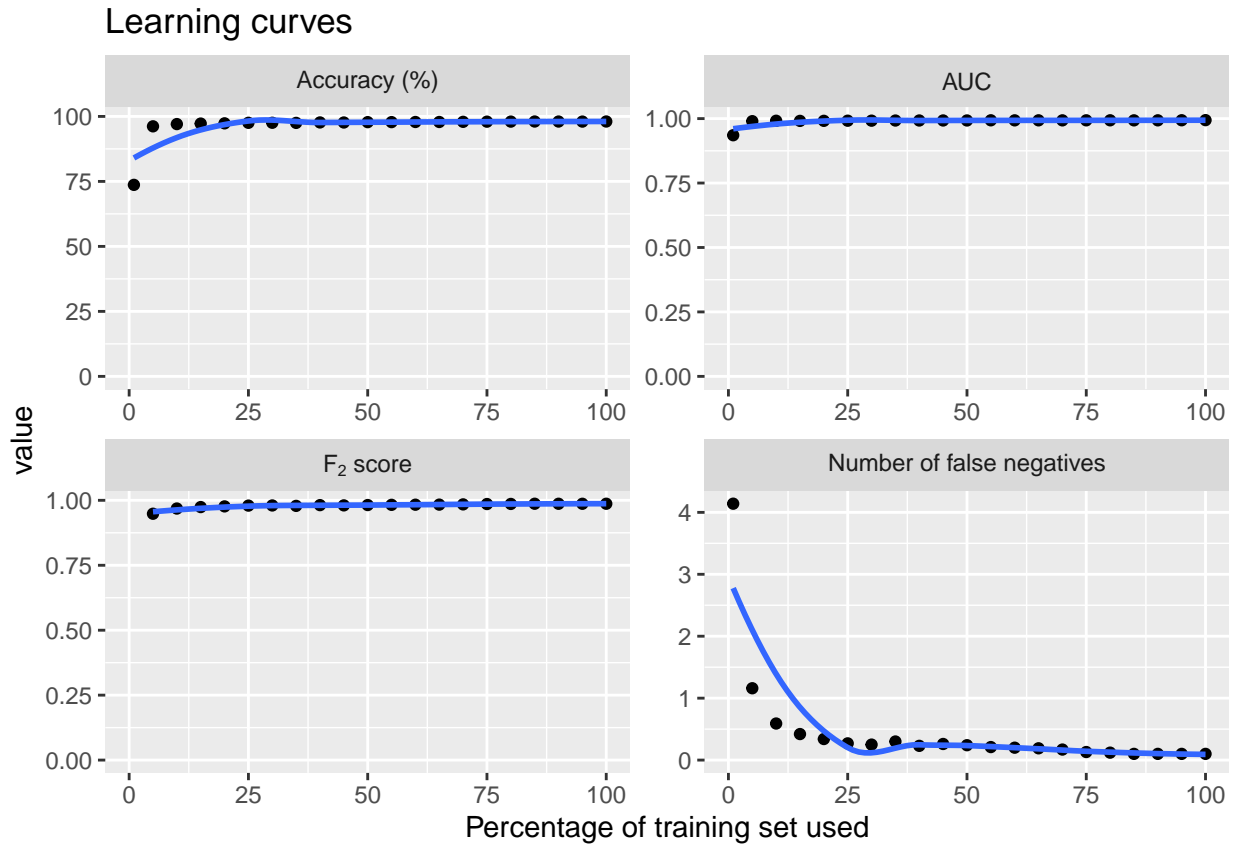 Learning curves
Accuracy (%)
AUC
100
75
50
25
0
0 25 50 75 100
1.00
0.75
0.50
0.25
0.00
0 25 50 75 100
value
F₂ score
Number of false negatives
1.00
0.75
0.50
0.25
0.00
0 25 50 75 100
4
3
2
1
0
0 25 50 75 100
Percentage of training set used